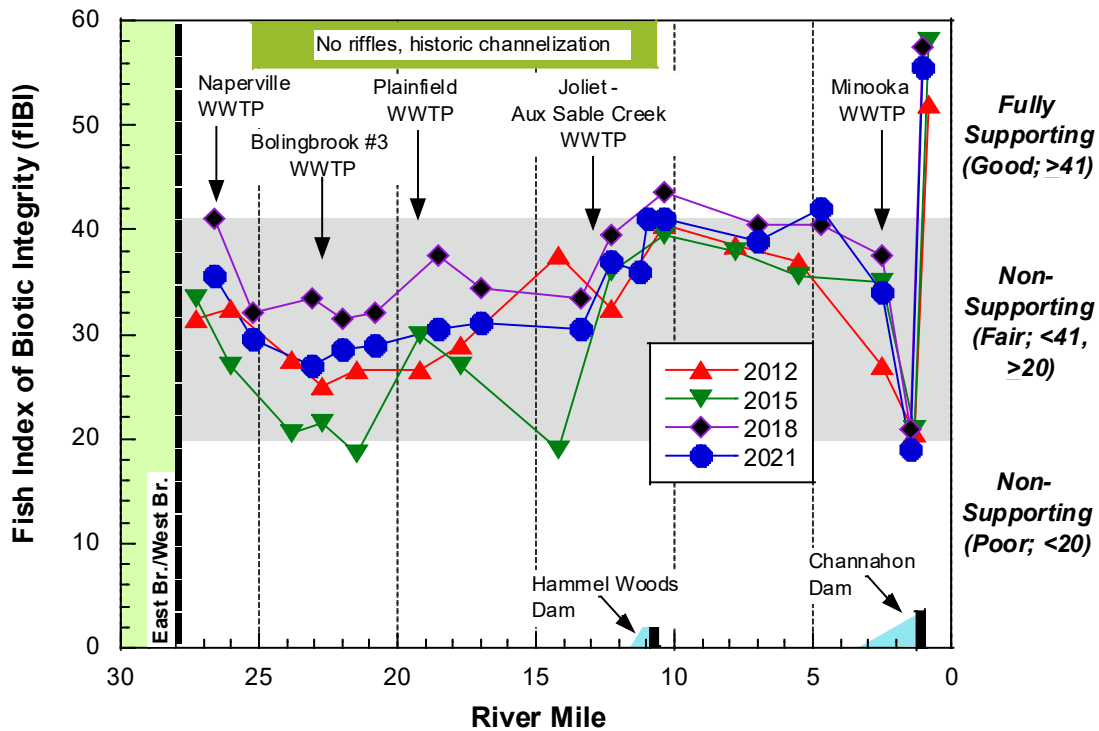 60
50
40
30
20
10
0
Fish Index of Biotic Integrity (fIBI)
No riffles, historic channelization
Naperville
WWTP
Bolingbrook #3
WWTP
Plainfield
WWTP
Joliet -
Aux Sable Creek
WWTP
Minooka
WWTP
2012
2015
2018
2021
East Br./West Br.
Hammel Woods
Dam
Channahon
Dam
30
25
20
15
10
5
0
River Mile
Fully
Supporting
(Good; ≥41)
Non-
Supporting
(Fair; <41,
≥20)
Non-
Supporting
(Poor; <20)